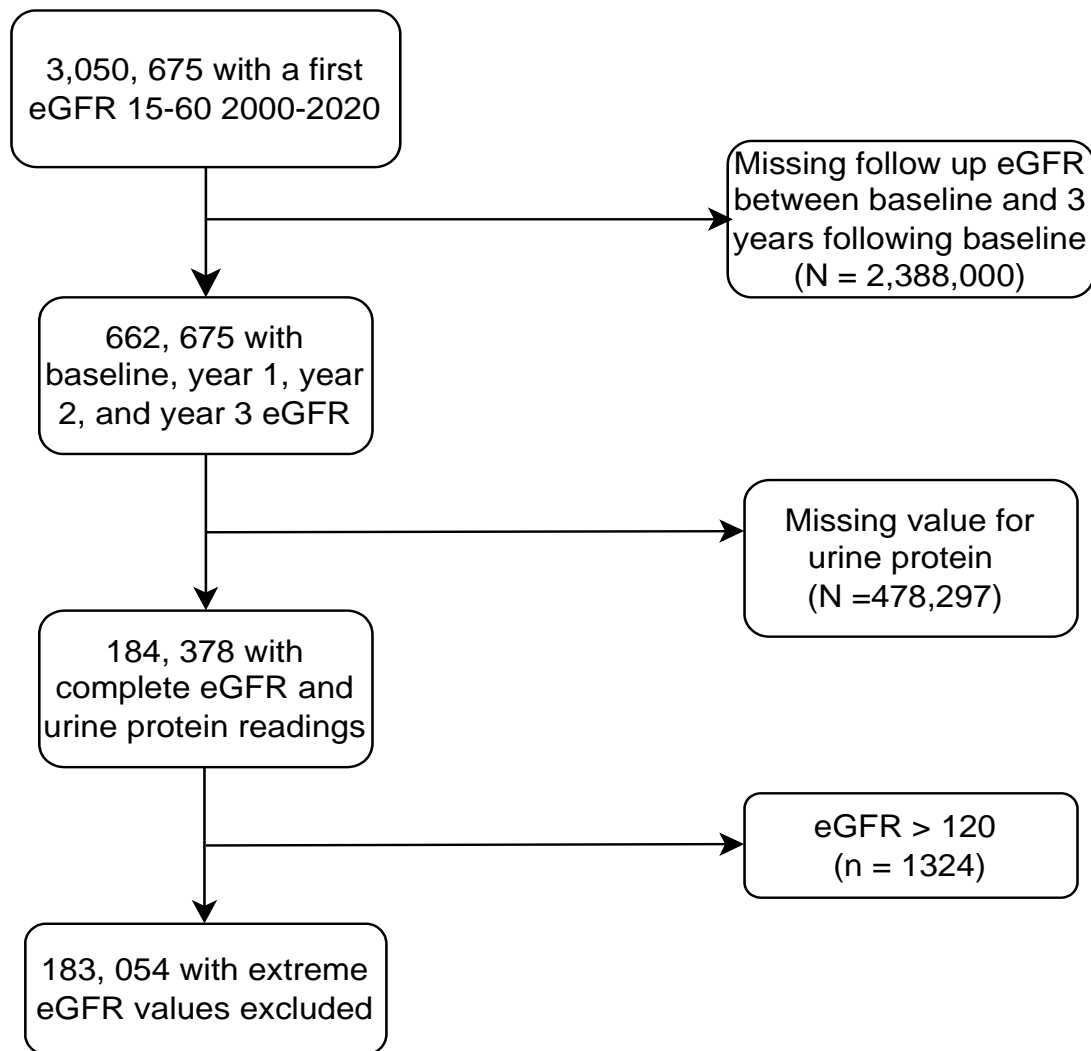 3,050, 675 with a first
eGFR 15-60 2000-2020
Missing follow up eGFR
between baseline and 3
years following baseline
(N = 2,388,000)
662, 675 with
baseline, year 1, year
2, and year 3 eGFR
Missing value for
urine protein
(N =478,297)
184, 378 with
complete eGFR and
urine protein readings
eGFR > 120
(n = 1324)
183, 054 with extreme
eGFR values excluded